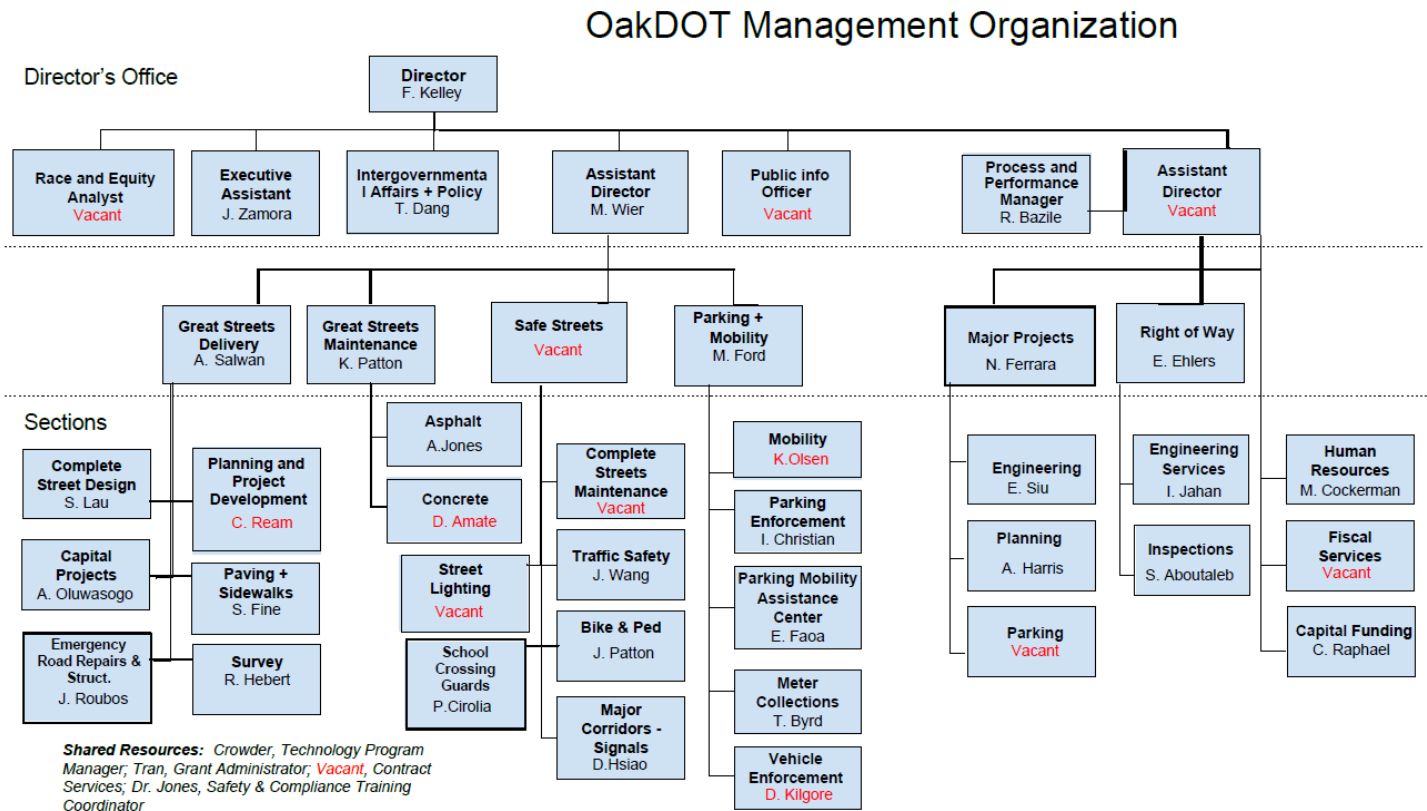 OakDOT Management Organization
Director's Office
Director
F. Kelley
Race and Equity
Analyst
Vacant
Executive
Assistant
J. Zamora
Intergovernmenta
l Affairs + Policy
T. Dang
Assistant
Director
M. Wier
Public info
Officer
Vacant
Process and
Performance
Manager
R. Bazile
Assistant
Director
Vacant
Great Streets
Delivery
A. Salwan
Great Streets
Maintenance
K. Patton
Safe Streets
Vacant
Parking +
Mobility
M. Ford
Major Projects
N. Ferrara
Right of Way
E. Ehlers
Sections
Complete
Street Design
S. Lau
Planning and
Project
Development
C. Ream
Capital
Projects
A. Oluwasogo
Paving +
Sidewalks
S. Fine
Emergency
Road Repairs &
Struct.
J. Roubos
Survey
R. Hebert
Asphalt
A.Jones
Concrete
D. Amate
Street
Lighting
Vacant
School
Crossing
Guards
P.Cirolia
Complete
Streets
Maintenance
Vacant
Traffic Safety
J. Wang
Bike & Ped
J. Patton
Major
Corridors -
Signals
D.Hsiao
Mobility
K.Olsen
Parking
Enforcement
I. Christian
Parking Mobility
Assistance
Center
E. Faoa
Meter
Collections
T. Byrd
Vehicle
Enforcement
D. Kilgore
Engineering
E. Siu
Planning
A. Harris
Parking
Vacant
Engineering
Services
I. Jahan
Inspections
S. Aboutaleb
Human
Resources
M. Cockerman
Fiscal
Services
Vacant
Capital Funding
C. Raphael
Shared Resources: Crowder, Technology Program
Manager; Tran, Grant Administrator; Vacant, Contract
Services; Dr. Jones, Safety & Compliance Training
Coordinator